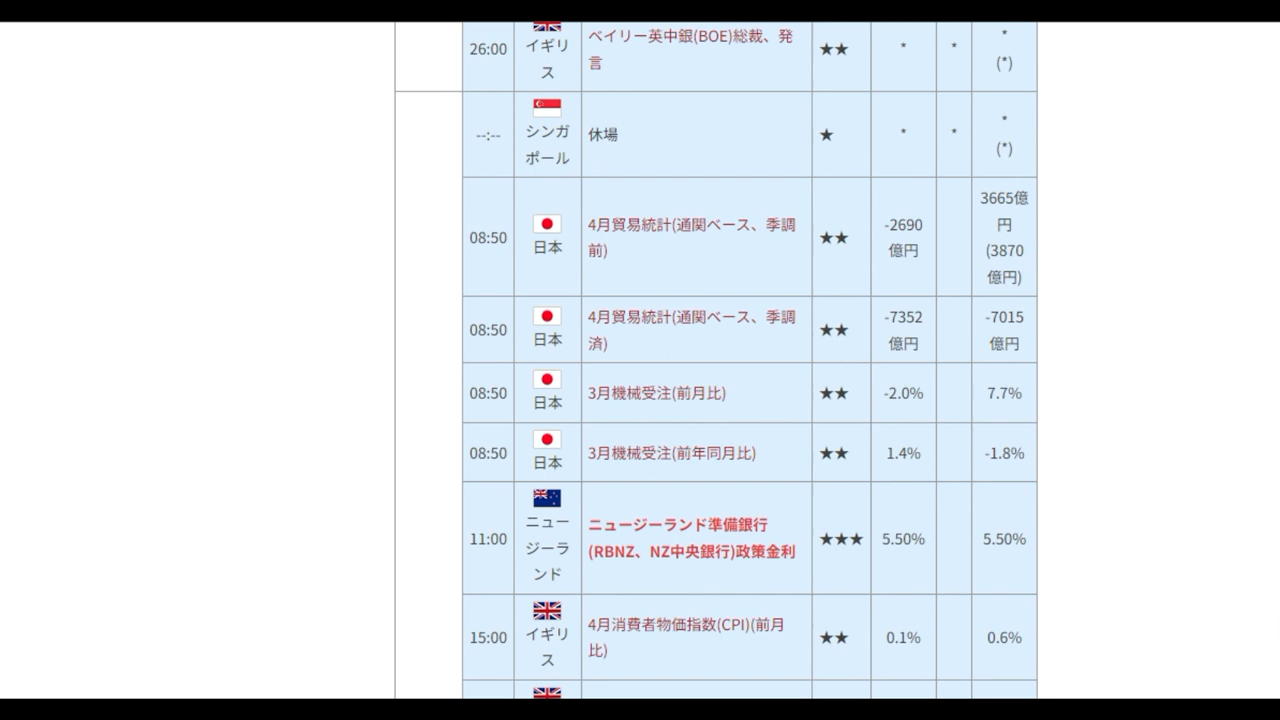 26:00
イギリ
ス
ベイリー英中銀(BOE)総裁、発
言
★★
*
*
*
(*)
--:--
シンガ
ポール
休場
★
*
*
*
(*)
08:50
日本
4月貿易統計(通関ベース、季調
前)
★★
-2690
億円
3665億
円
(3870
億円)
08:50
日本
4月貿易統計(通関ベース、季調
済)
★★
-7352
億円
-7015
億円
08:50
日本
3月機械受注(前月比)
★★
-2.0%
7.7%
08:50
日本
3月機械受注(前年同月比)
★★
1.4%
-1.8%
11:00
ニュー
ジーラ
ンド
ニュージーランド準備銀行
(RBNZ、NZ中央銀行)政策金利
★★★
5.50%
5.50%
15:00
イギリ
ス
4月消費者物価指数(CPI)(前月
比)
★★
0.1%
0.6%